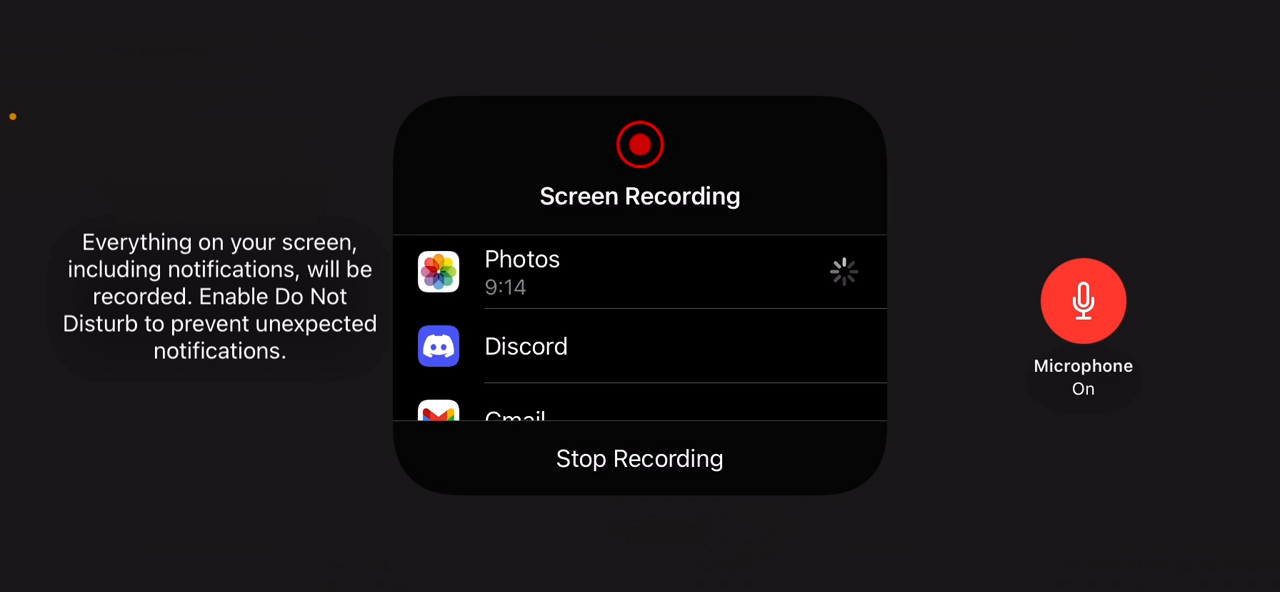 Everything on your screen,
including notifications, will be
recorded. Enable Do Not
Disturb to prevent unexpected
notifications.
Screen Recording
Photos
9:14
Discord
Gmail
Stop Recording
Microphone
On